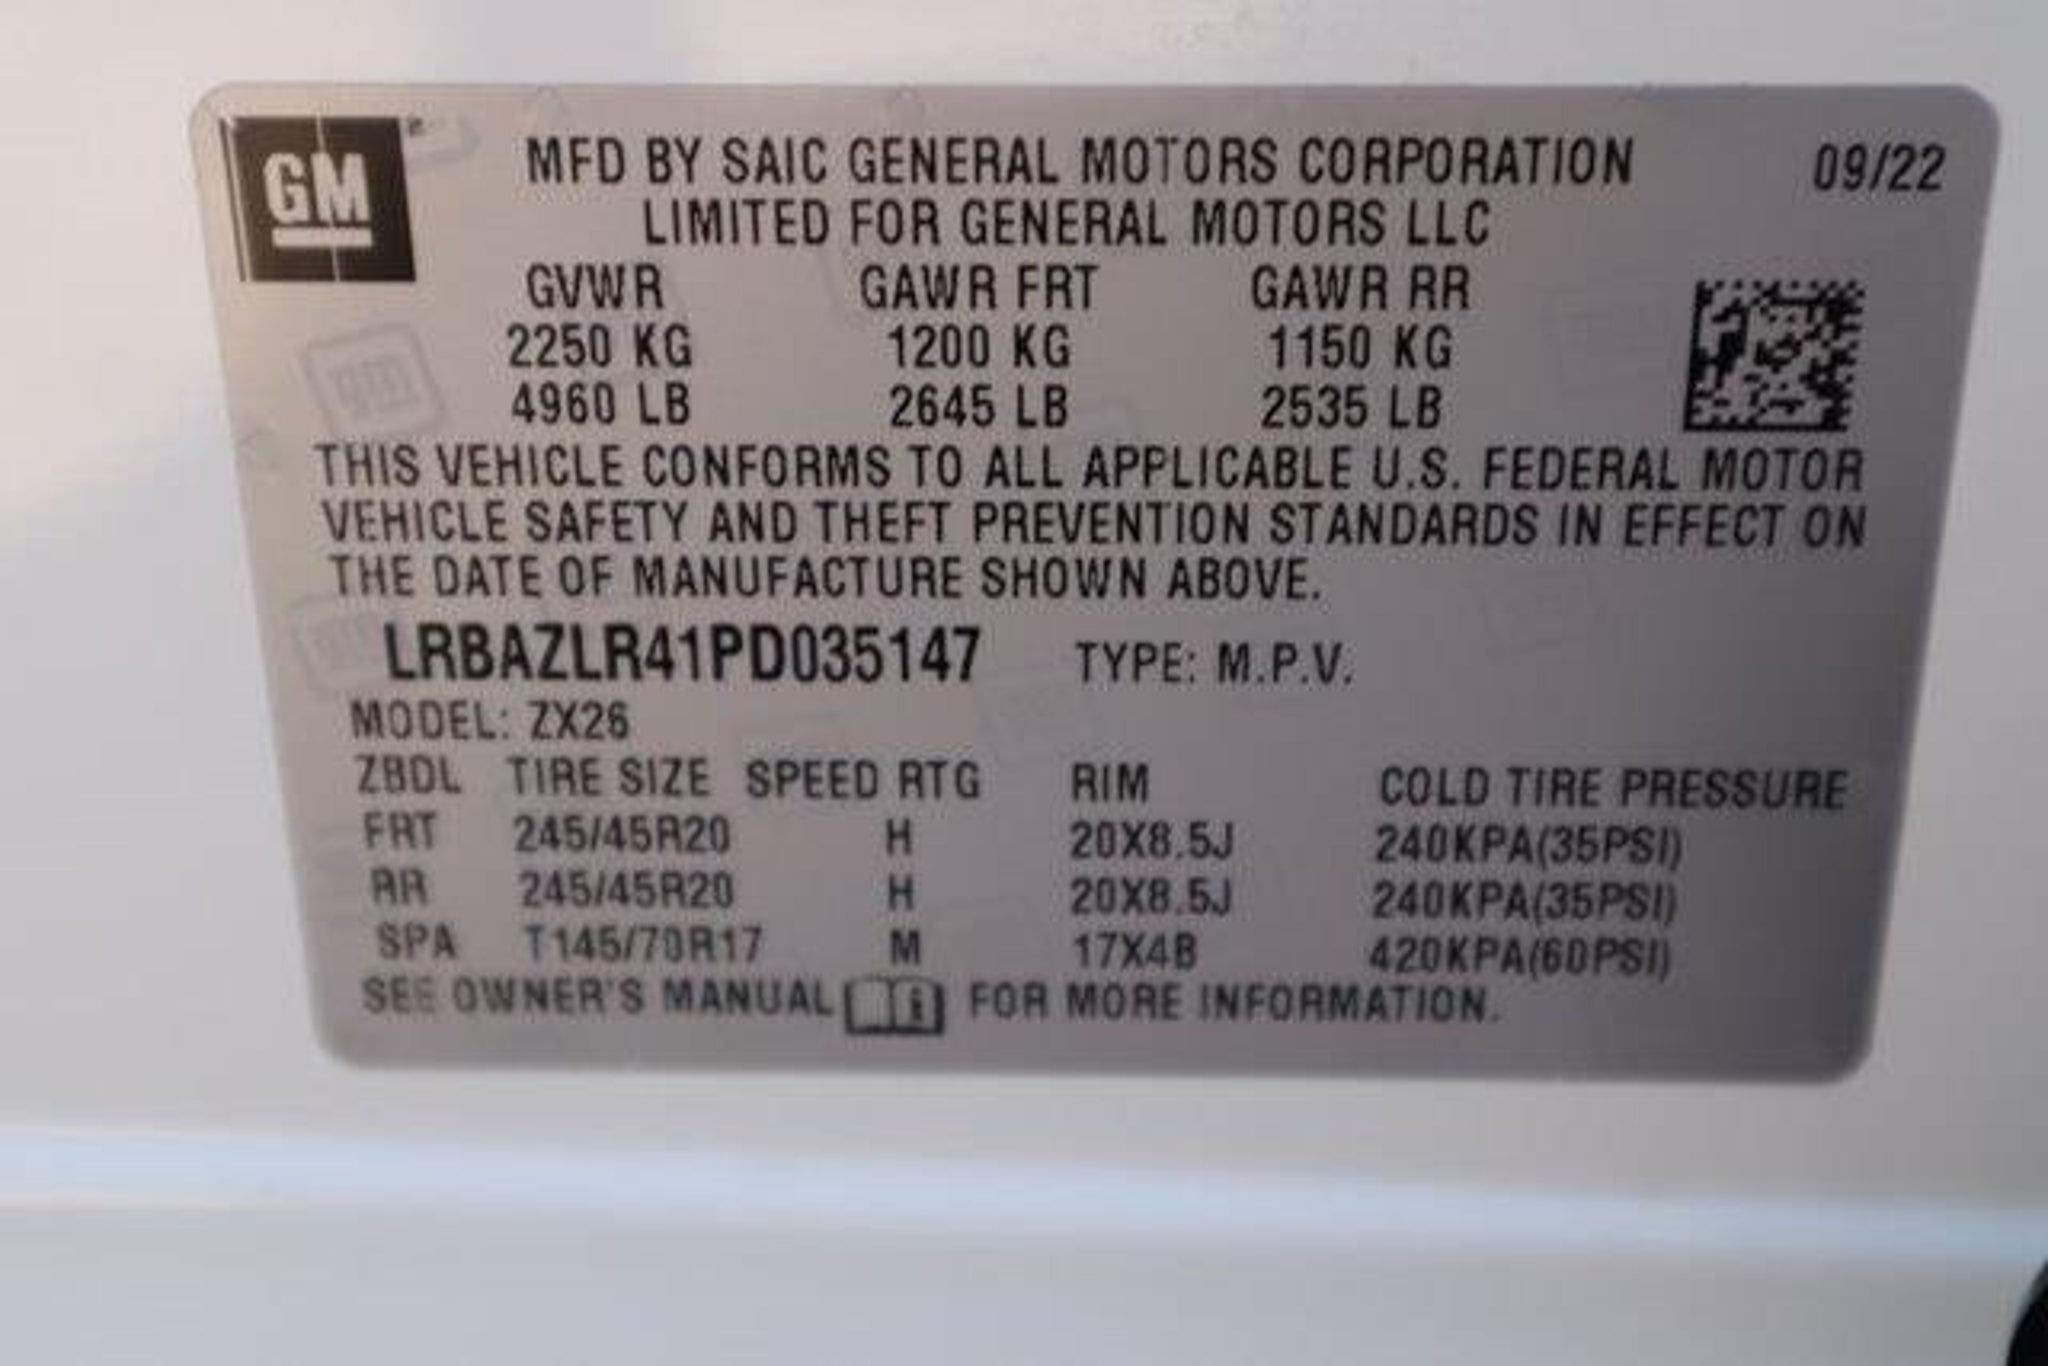 GM
MFD BY SAIC GENERAL MOTORS CORPORATION 09/22
LIMITED FOR GENERAL MOTORS LLC
GVWR GAWR FRT GAWR RR
2250 KG 1200 KG 1150 KG
4960 LB 2645 LB 2535 LB
THIS VEHICLE CONFORMS TO ALL APPLICABLE U.S. FEDERAL MOTOR
VEHICLE SAFETY AND THEFT PREVENTION STANDARDS IN EFFECT ON
THE DATE OF MANUFACTURE SHOWN ABOVE.
LRBAZLR41PD035147 TYPE: M.P.V.
MODEL: ZX26
ZBDL TIRE SIZE SPEED RTG RIM COLD TIRE PRESSURE
FRT 245/45R20 H 20X8.5J 240KPA(35PSI)
RR 245/45R20 H 20X8.5J 240KPA(35PSI)
SPA T145/70R17 M 17X4B 420KPA(60PSI)
SEE OWNER'S MANUAL i FOR MORE INFORMATION.